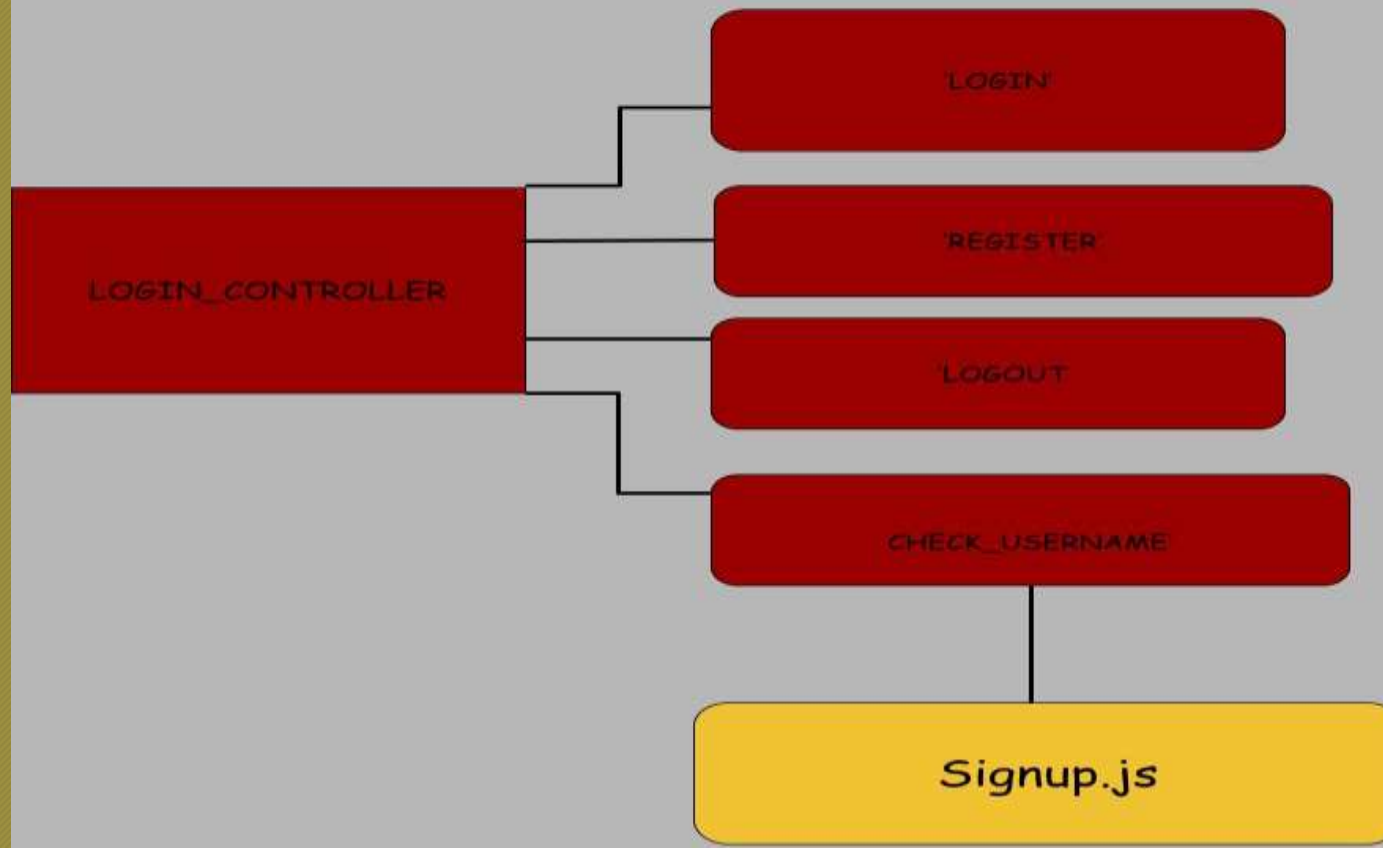 'LOGIN'
LOGIN_CONTROLLER
'REGISTER'
'LOGOUT'
CHECK_USERNAME
Signup.js